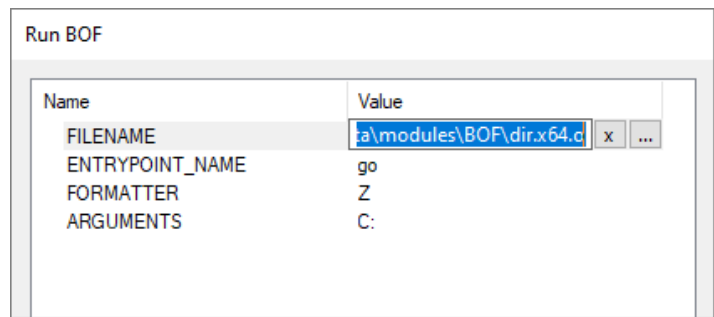 Run BOF
Name Value
FILENAME ta\modules\BOF\dir.x64.o x ...
ENTRYPOINT_NAME go
FORMATTER Z
ARGUMENTS C: